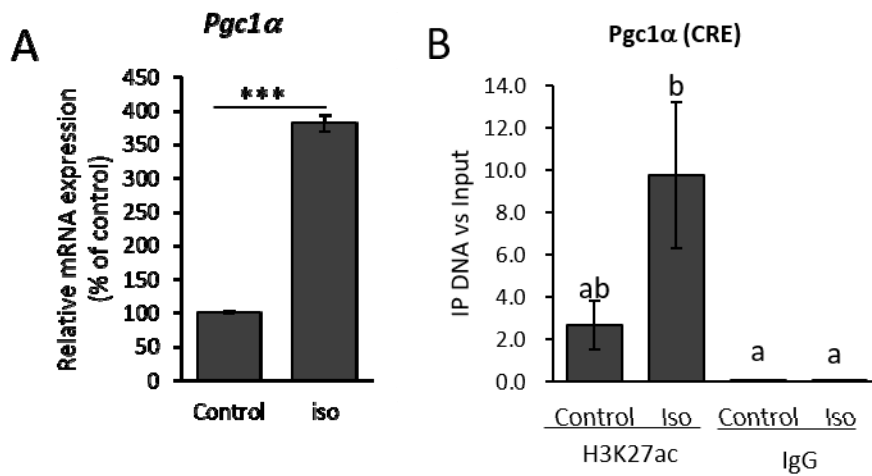 A
Pgc1α
Relative mRNA expression
(% of control)
450
400
350
300
250
200
150
100
50
0
***
Control iso
B
Pgc1α (CRE)
IP DNA vs Input
14.0
12.0
10.0
8.0
6.0
4.0
2.0
0.0
ab
b
a
a
Control Iso Control Iso
H3K27ac IgG